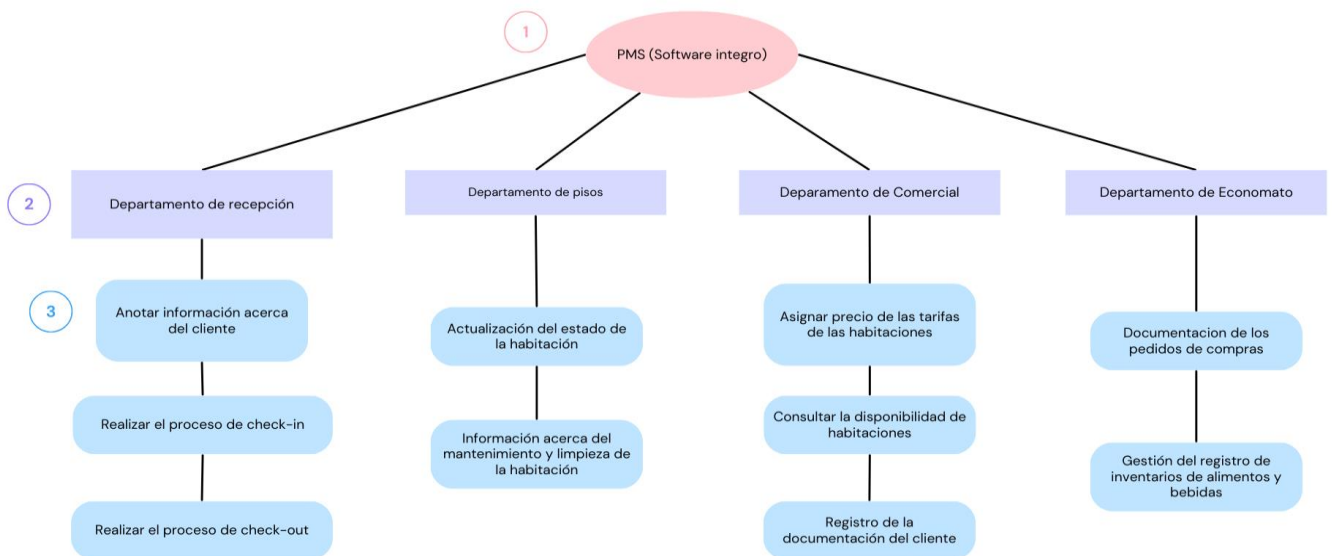 1
PMS (Software integro)
2
Departamento de recepción
Departamento de pisos
Deparamento de Comercial
Departamento de Economato
3
Anotar información acerca
del cliente
Realizar el proceso de check-in
Realizar el proceso de check-out
Actualización del estado de
la habitación
Información acerca del
mantenimiento y limpieza de
la habitación
Asignar precio de las tarifas
de las habitaciones
Consultar la disponibilidad de
habitaciones
Registro de la
documentación del cliente
Documentacion de los
pedidos de compras
Gestión del registro de
inventarios de alimentos y
bebidas